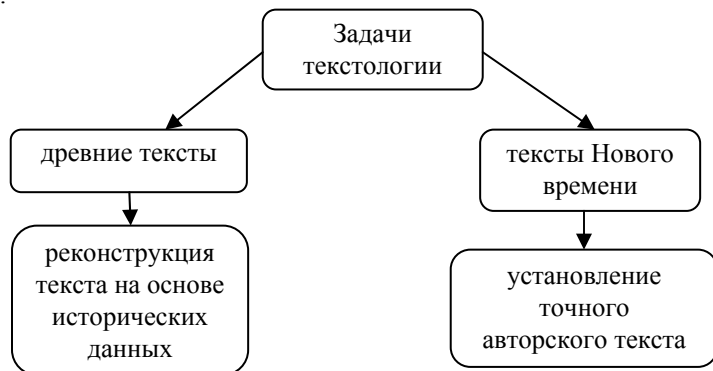 .
Задачи
текстологии
древние тексты
тексты Нового
времени
реконструкция
текста на основе
исторических
данных
установление
точного
авторского текста